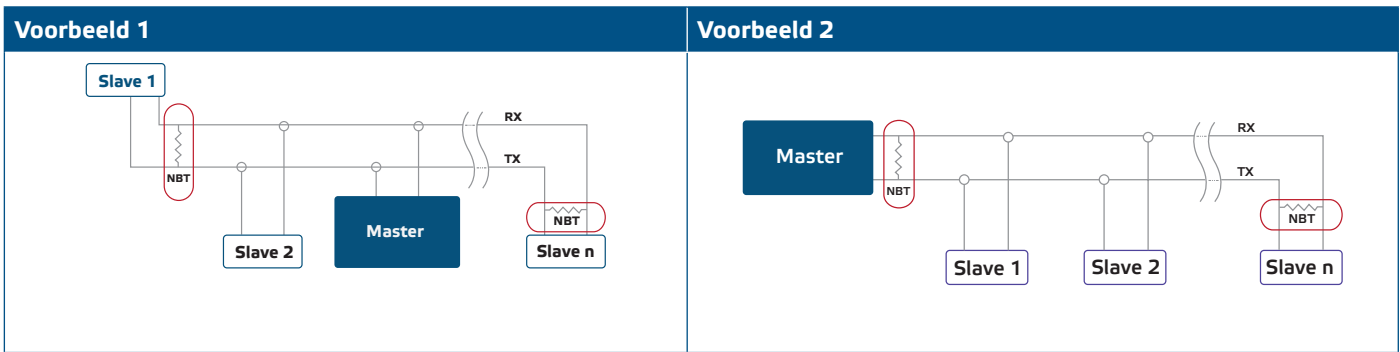 Voorbeeld 1
Slave 1
RX
TX
NBT
NBT
Master
Slave 2
Slave n
Voorbeeld 2
RX
Master
TX
NBT
NBT
Slave 1
Slave 2
Slave n